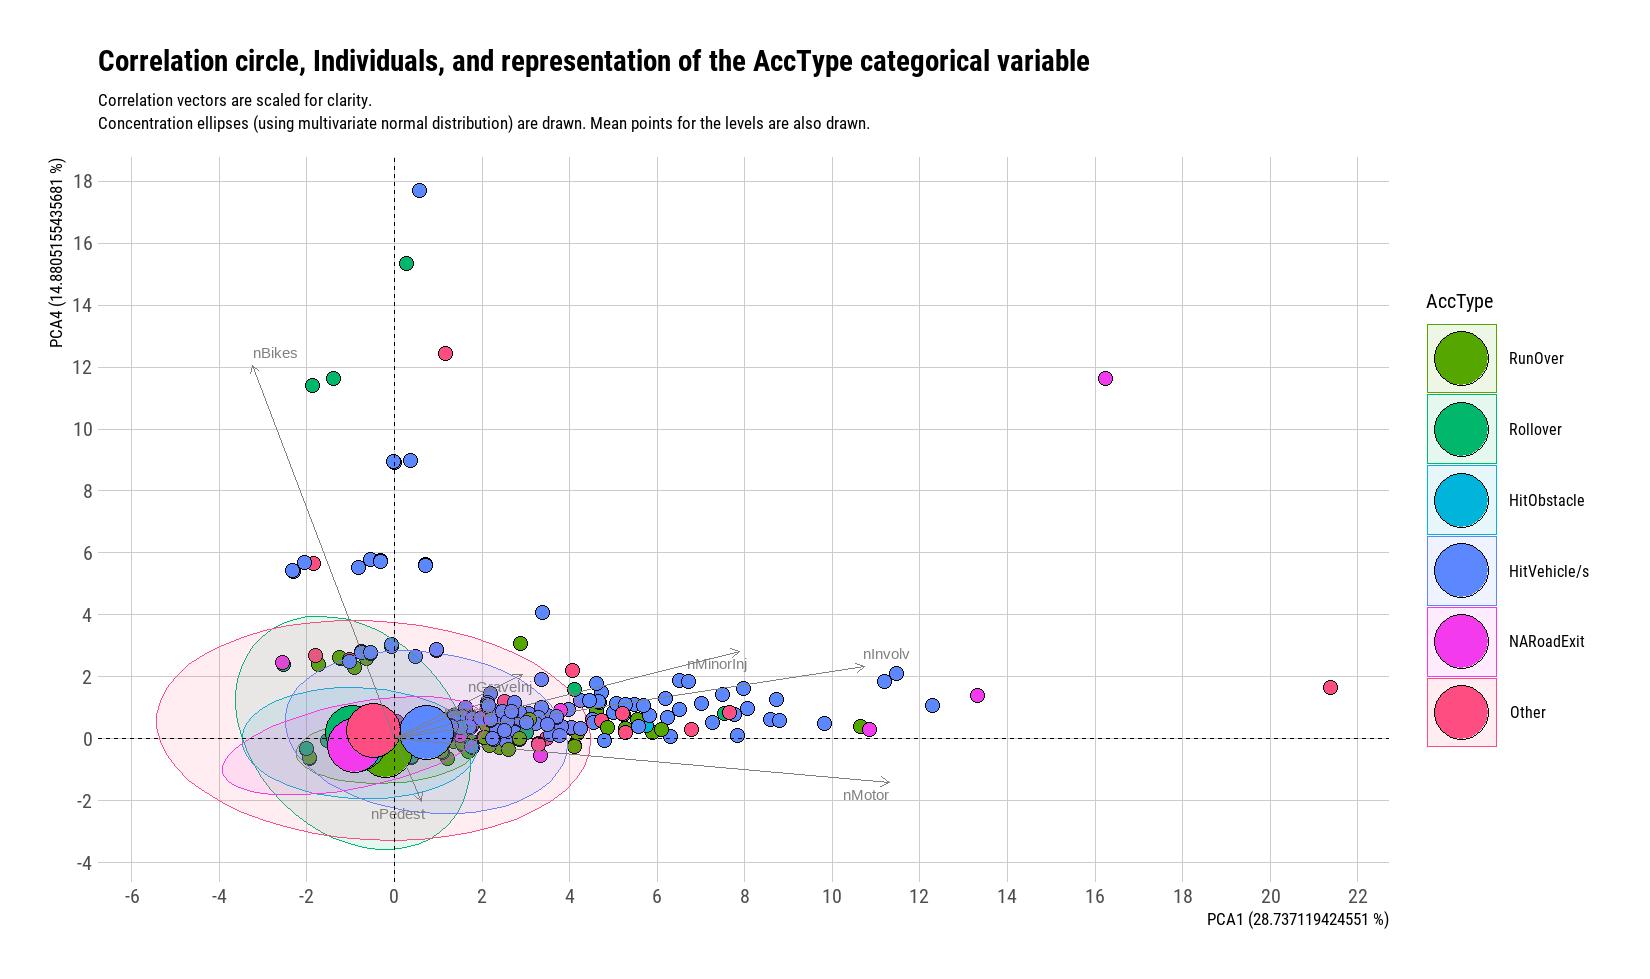 Correlation circle, Individuals, and representation of the AccType categorical variable
Correlation vectors are scaled for clarity.
Concentration ellipses (using multivariate normal distribution) are drawn. Mean points for the levels are also drawn.
PCA4 (14.8805155435681 %)
18
16
14
12
10
8
6
4
2
0
-2
-4
nBikes
nMinorInj
nInvolv
nGraveInj
nMotor
nPedest
-6
-4
-2
0
2
4
6
8
10
12
14
16
18
20
22
PCA1 (28.737119424551 %)
AccType
RunOver
Rollover
HitObstacle
HitVehicle/s
NARoadExit
Other